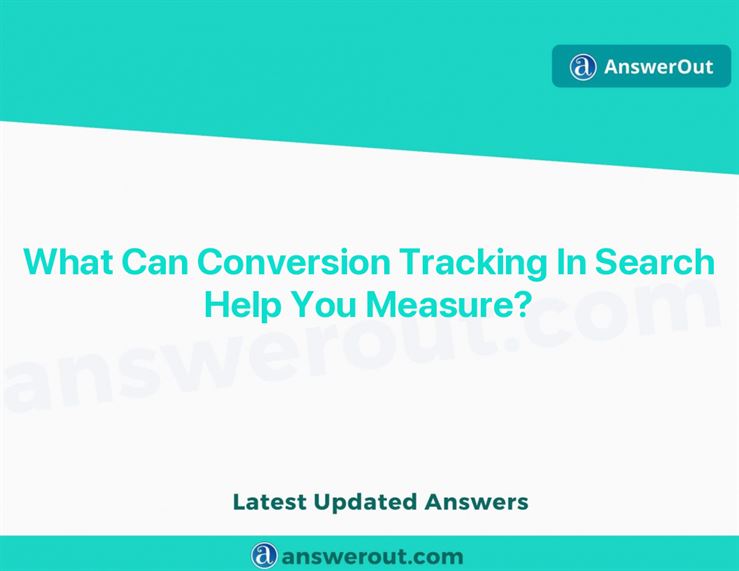 AnswerOut
What Can Conversion Tracking In Search
Help You Measure?
answerout.com
Latest Updated Answers
answerout.com